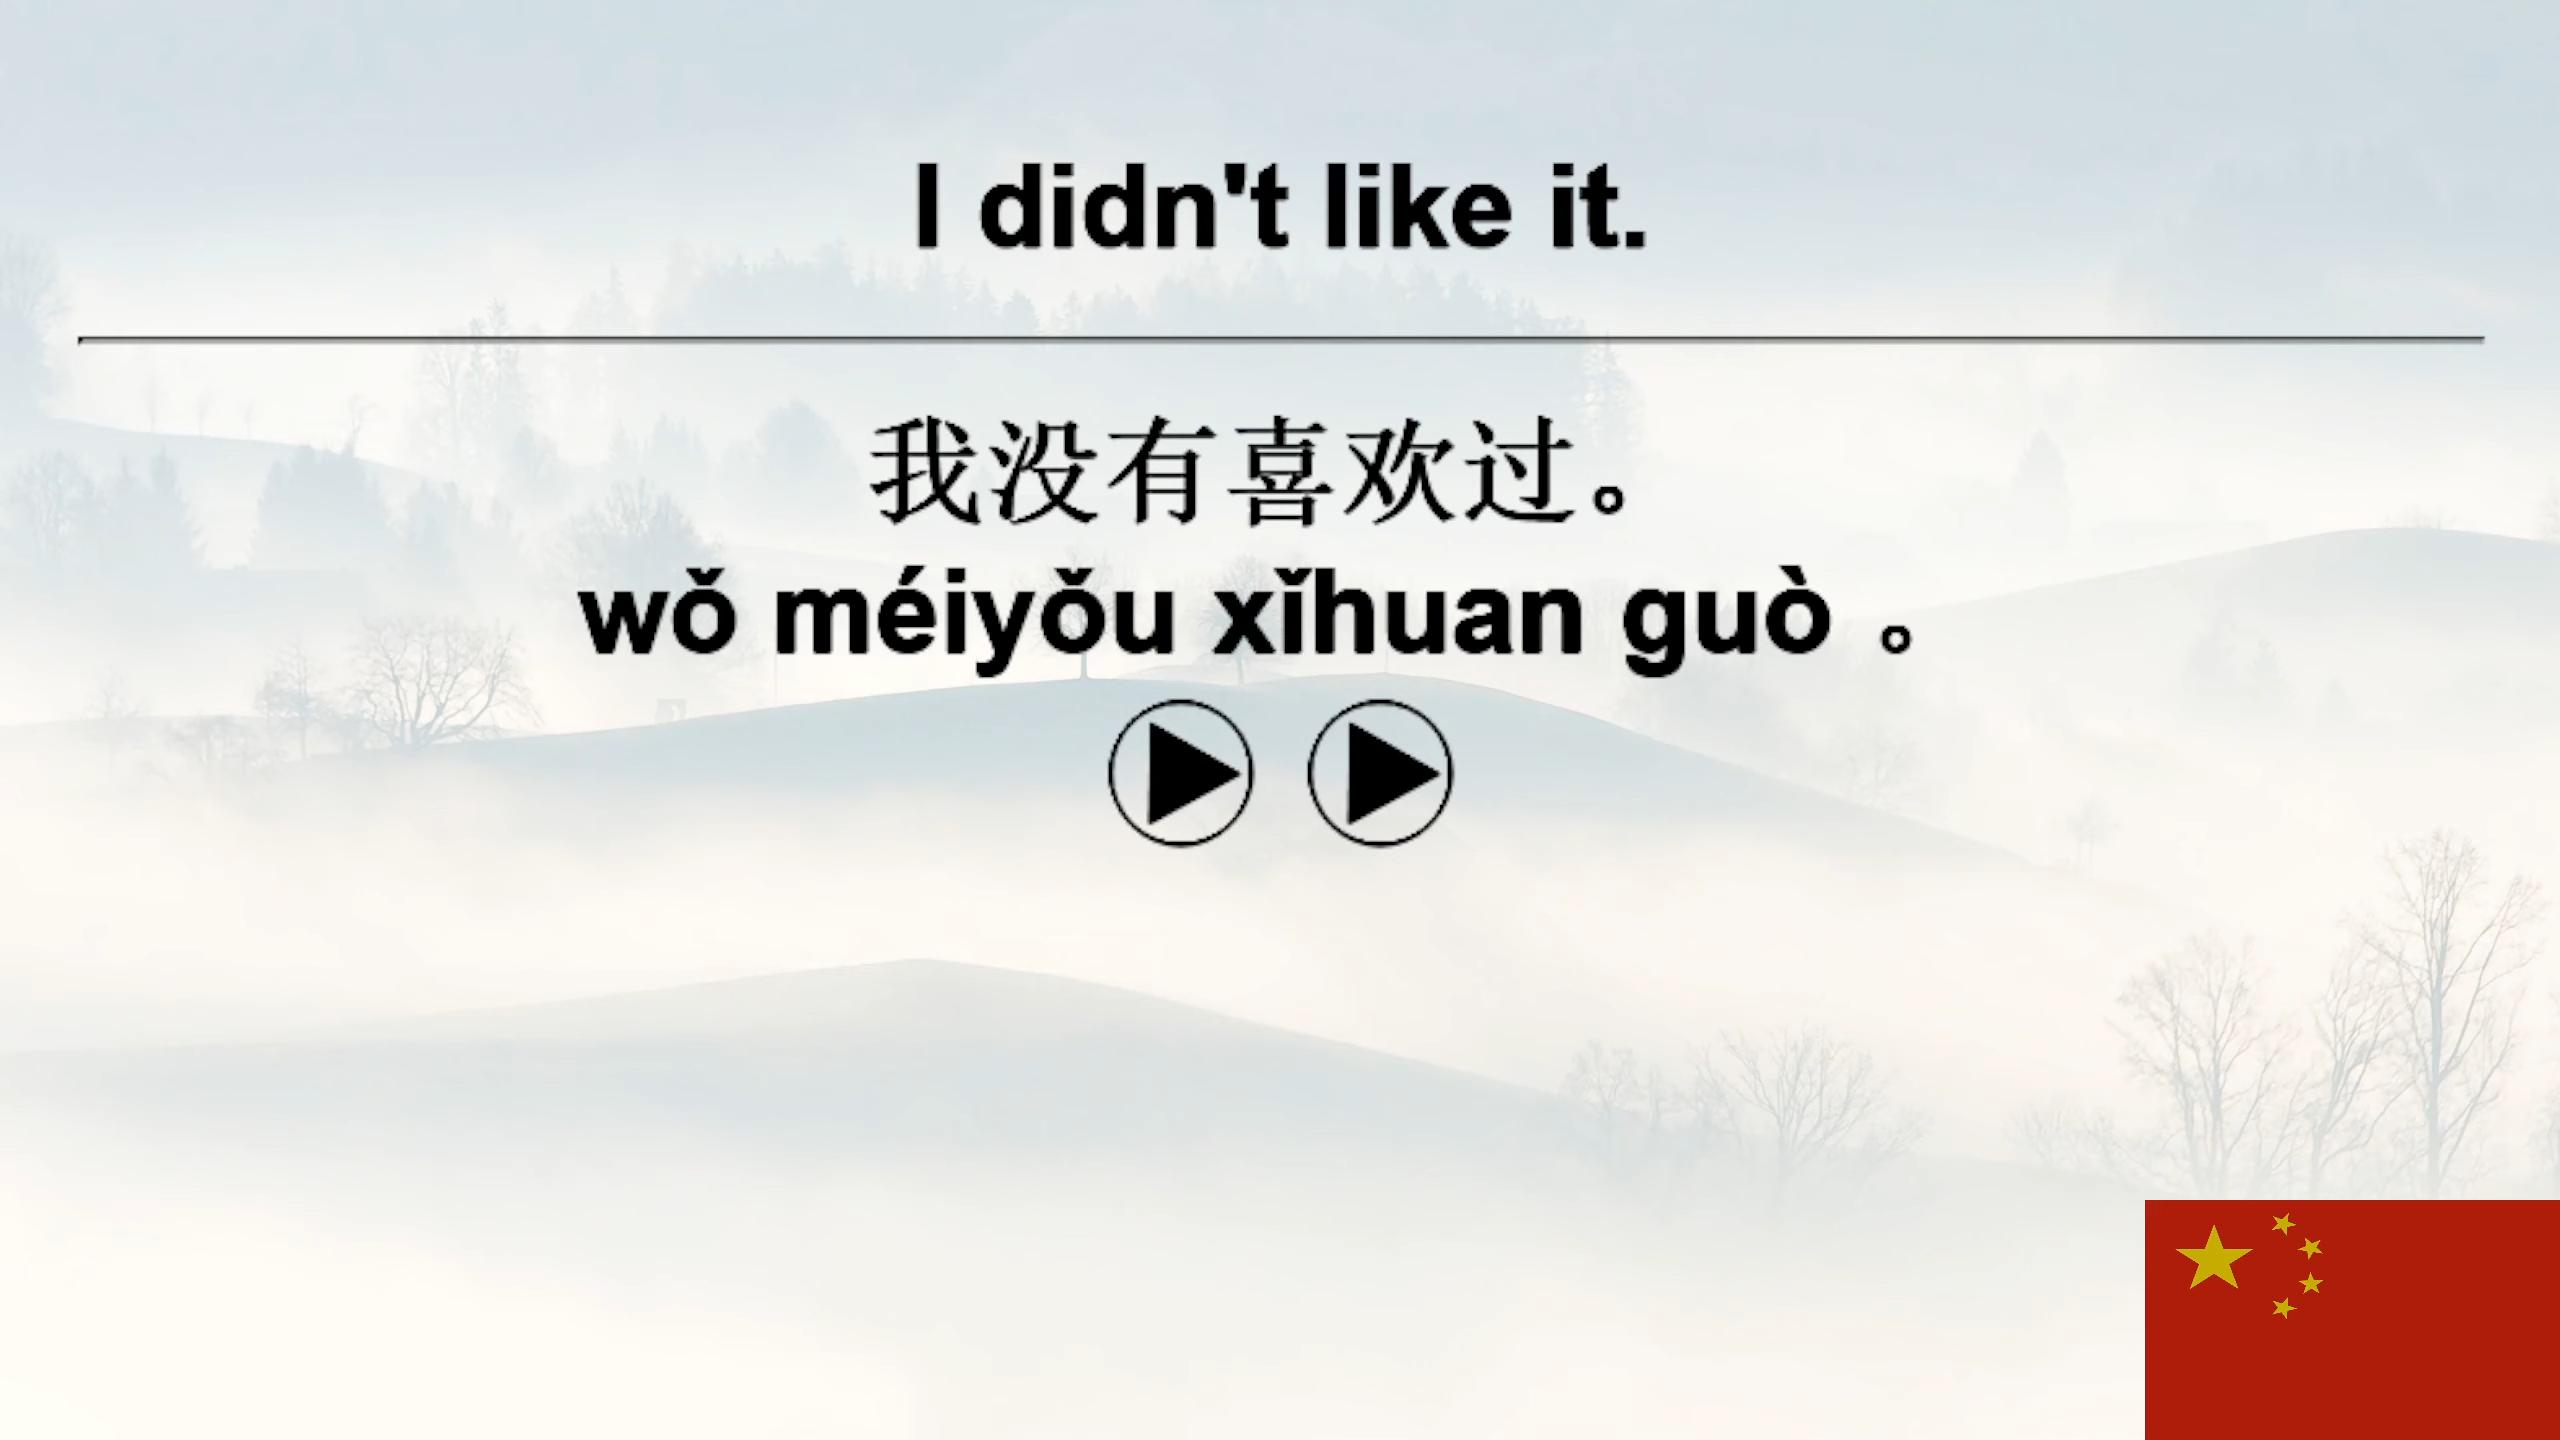 I didn't like it.
我没有喜欢过。
wǒ méiyǒu xǐhuan guò 。